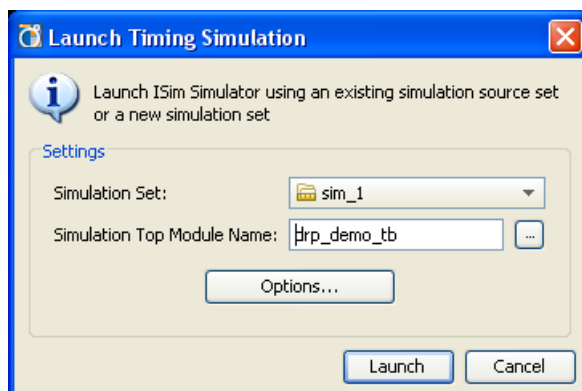 Launch Timing Simulation
Launch ISim Simulator using an existing simulation source set
or a new simulation set
Settings
Simulation Set: sim_1
Simulation Top Module Name: drp_demo_tb ...
Options...
Launch Cancel